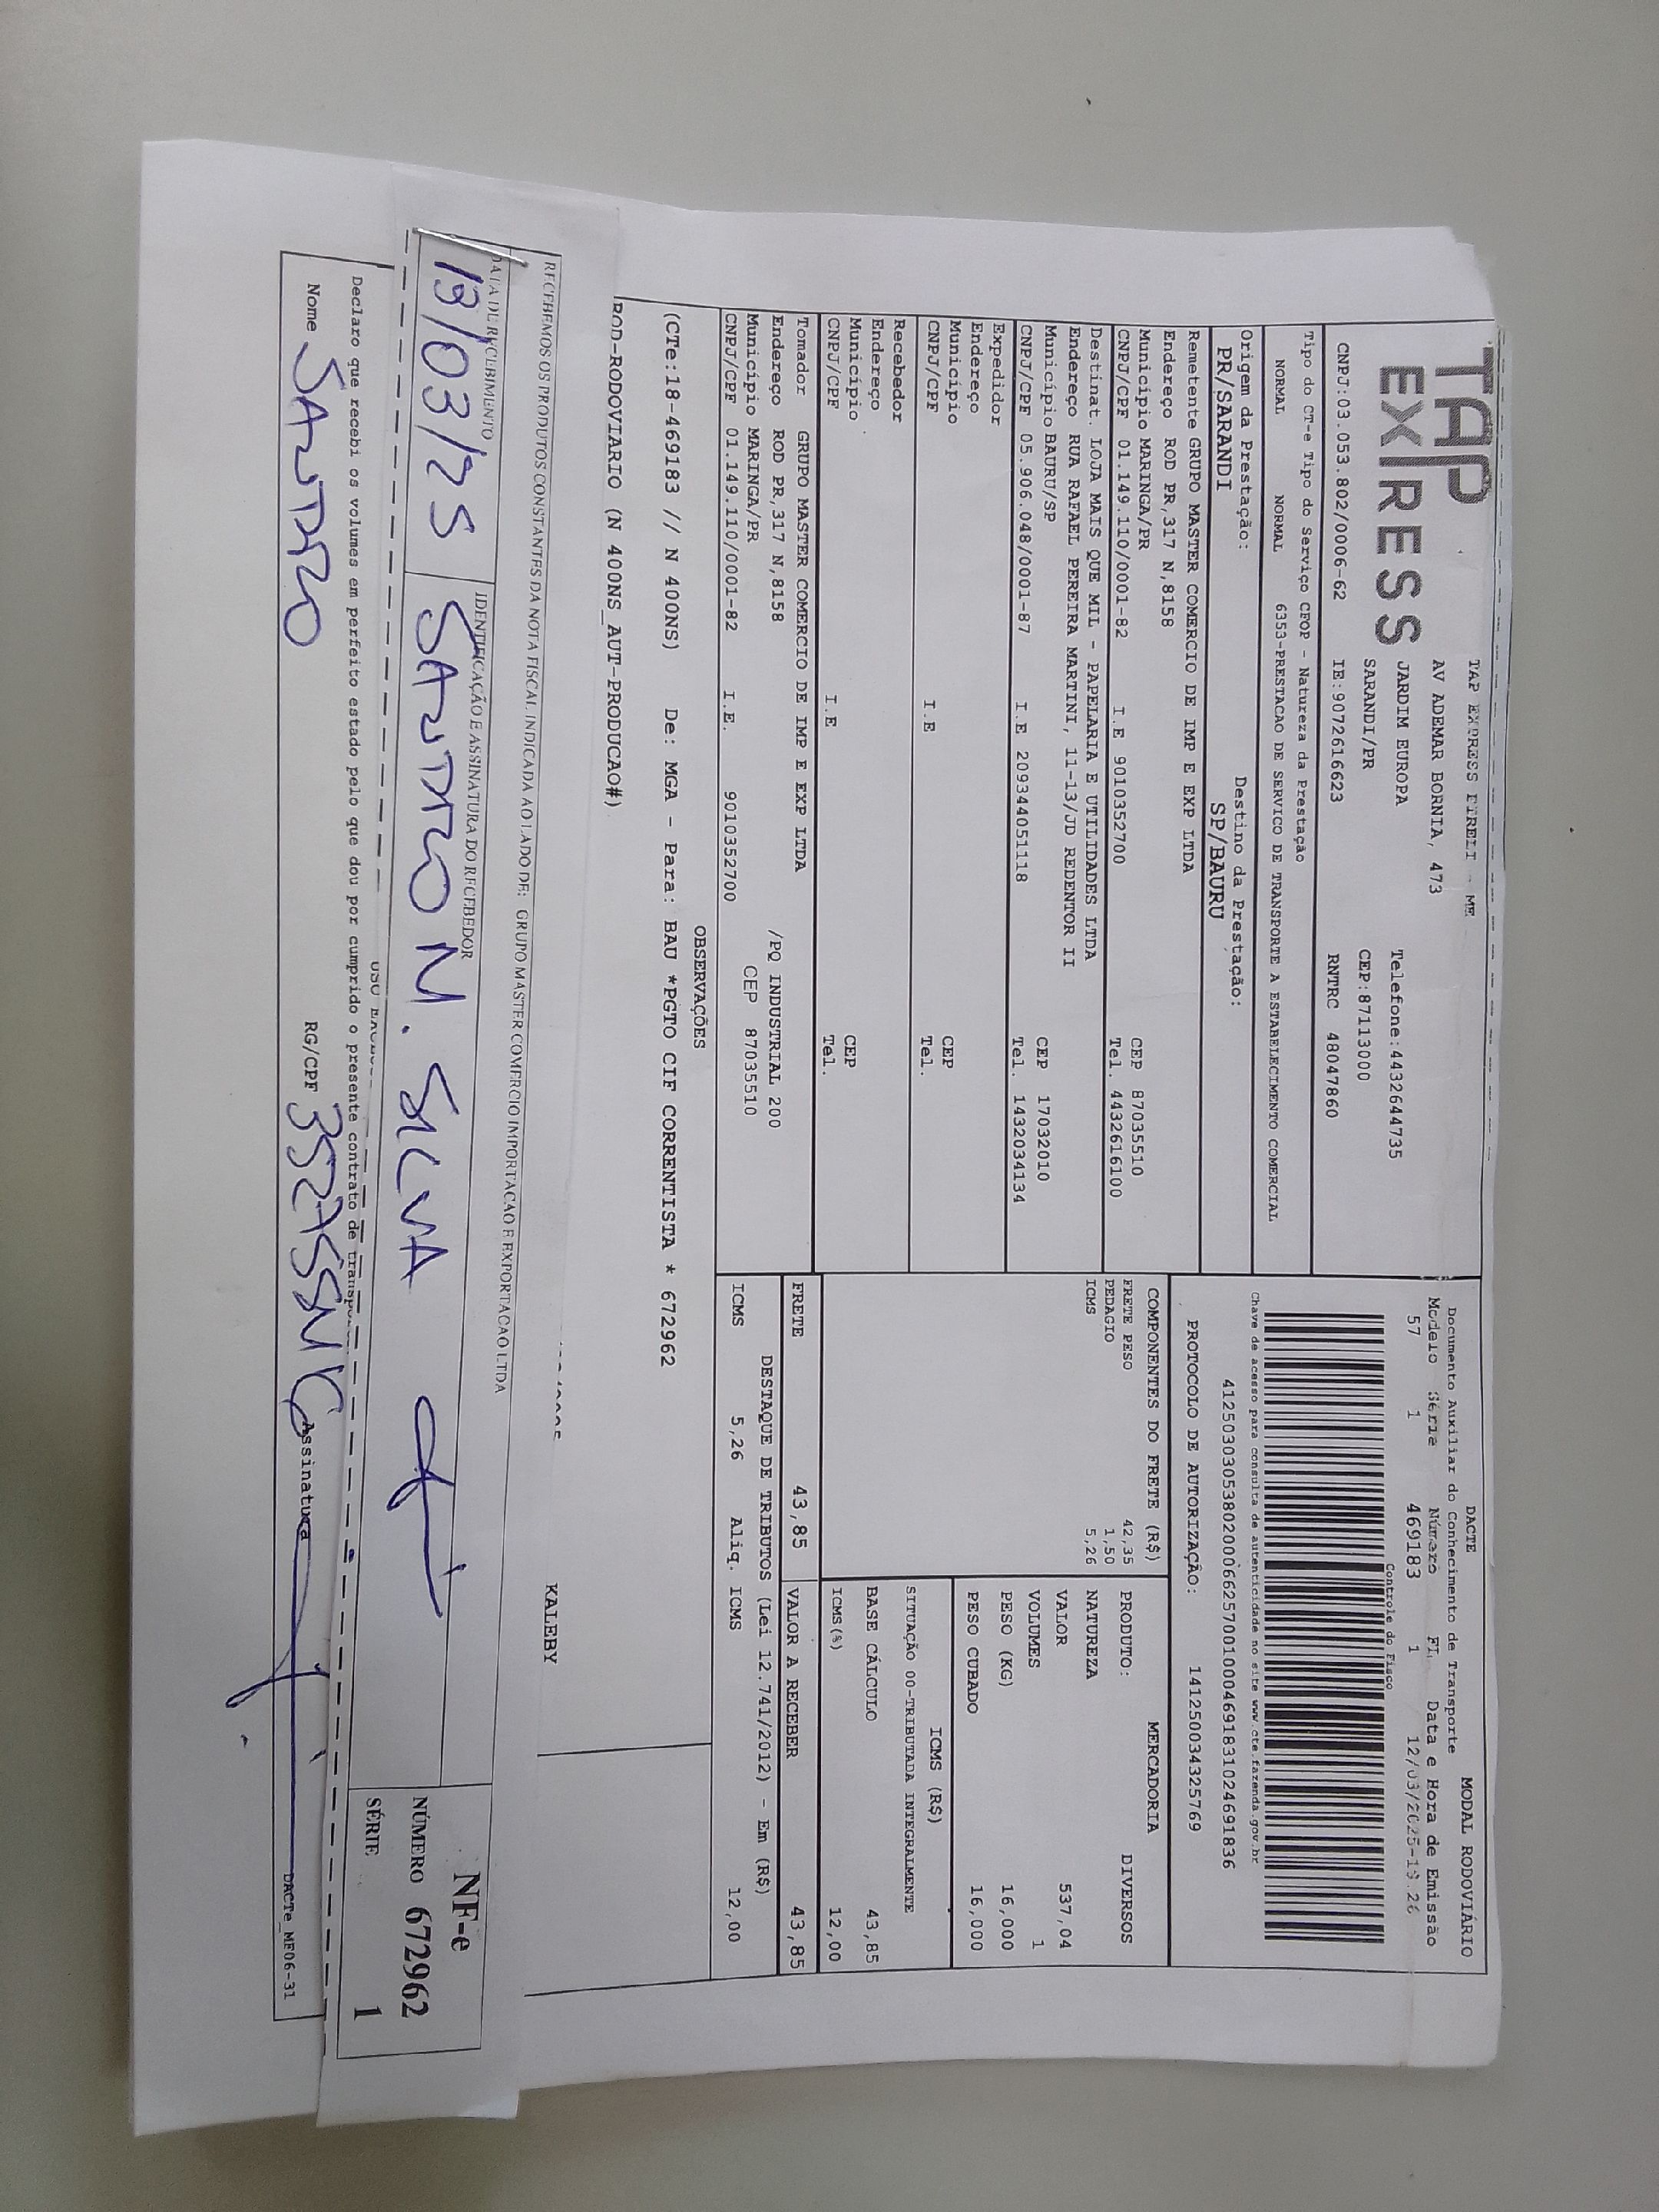 TAP
EXPRESS
TAP EXPRESS EIRELI - ME
AV ADEMAR BORNIA, 473
JARDIM EUROPA
Telefone:4432644735
SARANDI/PR
CEP:87113000
CNPJ:03.053.802/0006-62
IE:9072616623
RNTRC 48047860
DACTE
MODAL RODOVIÁRIO
Documento Auxiliar do Conhecimento de Transporte
Modelo Série Número FL Data e Hora de Emissão
57 1 469183 1
Controle do Fisco
Chave de acesso para consulta de autenticidade no site www.cte.fazenda.gov.br
41250303053802000662570010004691831024691836
PROTOCOLO DE AUTORIZAÇÃO: 141250034325769
Tipo do CT-e Tipo do Serviço CFOP - Natureza da Prestação
NORMAL NORMAL 6353-PRESTACAO DE SERVICO DE TRANSPORTE A ESTABELECIMENTO COMERCIAL
Origem da Prestação:
Destino da Prestação:
PR/SARANDI
SP/BAURU
Remetente GRUPO MASTER COMERCIO DE IMP E EXP LTDA
Endereço ROD PR,317 N,8158
Município MARINGA/PR
CEP 87035510
CNPJ/CPF 01.149.110/0001-82 I.E 9010352700 Tel. 4432616100
Destinat. LOJA MAIS QUE MIL - PAPELARIA E UTILIDADES LTDA
Endereço RUA RAFAEL PEREIRA MARTINI, 11-13/JD REDENTOR II
Município BAURU/SP
CEP 17032010
CNPJ/CPF 05.906.048/0001-87 I.E 209344051118 Tel. 1432034134
Expedidor
Endereço
Município
CEP
CNPJ/CPF I.E Tel.
Recebedor
Endereço
Município
CEP
CNPJ/CPF I.E Tel.
Tomador GRUPO MASTER COMERCIO DE IMP E EXP LTDA
Endereço ROD PR,317 N,8158 /PQ INDUSTRIAL 200
Município MARINGA/PR CEP 87035510
CNPJ/CPF 01.149.110/0001-82 I.E. 9010352700
COMPONENTES DO FRETE (R$)
FRETE PESO 42,35
PEDAGIO 1,50
ICMS 5,26
MERCADORIA
PRODUTO: DIVERSOS
NATUREZA
VALOR 537,04
VOLUMES 1
PESO (KG) 16,000
PESO CUBADO 16,000
ICMS (R$)
SITUAÇÃO 00-TRIBUTADA INTEGRALMENTE
BASE CÁLCULO 43,85
ICMS(%) 12,00
FRETE 43,85
VALOR A RECEBER 43,85
DESTAQUE DE TRIBUTOS (Lei 12.741/2012) - Em (R$)
ICMS 5,26 Aliq. ICMS 12,00
OBSERVAÇÕES
(CTe:18-469183 // N 400NS) De: MGA - Para: BAU *PGTO CIF CORRENTISTA * 672962
ROD-RODOVIARIO (N 400NS_AUT-PRODUCAO#)
KALEBY
RECEBEMOS OS PRODUTOS CONSTANTES DA NOTA FISCAL INDICADA AO LADO DE: GRUPO MASTER COMERCIO IMPORTACAO E EXPORTACAO LTDA
DATA DE RECEBIMENTO
IDENTIFICAÇÃO E ASSINATURA DO RECEBEDOR
13/03/25 SANDRO N. SILVA
NF-e
NÚMERO 672962
SÉRIE 1
Declaro que recebi os volumes em perfeito estado pelo que dou por cumprido o presente contrato de
Nome SANDRO
RG/CPF
Assinatura
DACTe_MF06-31